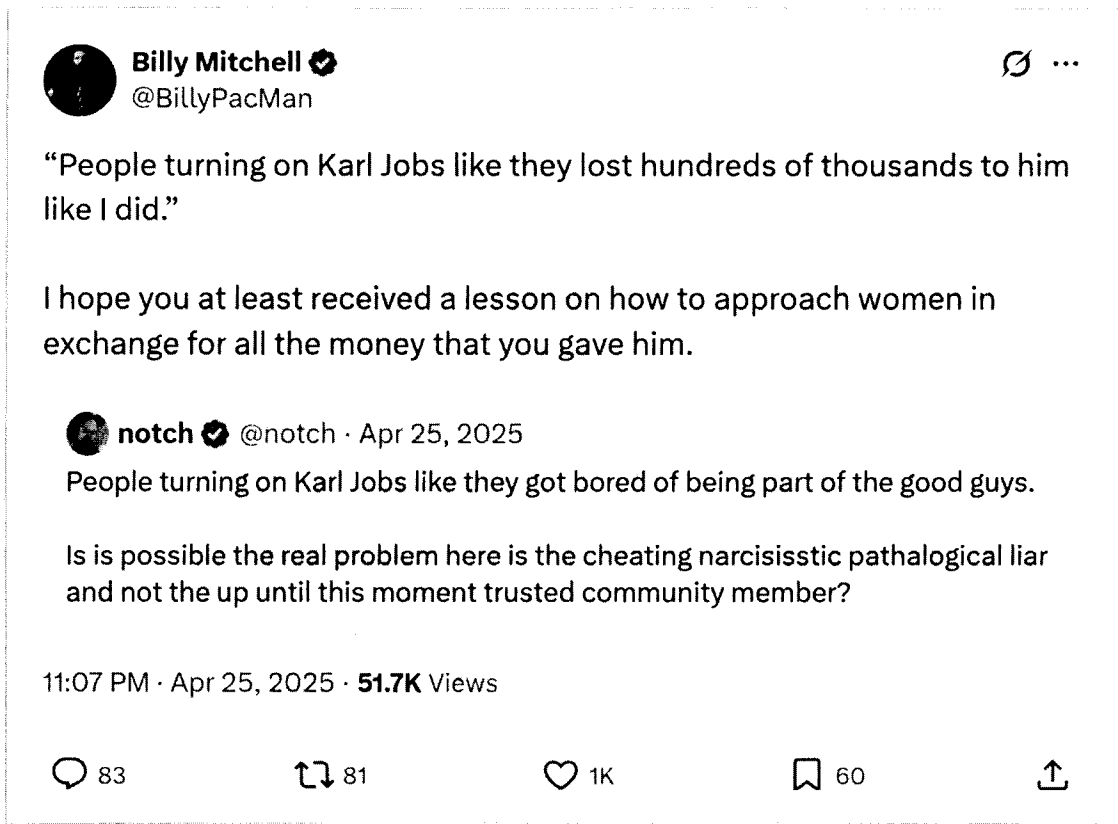 Billy Mitchell
@BillyPacMan
“People turning on Karl Jobs like they lost hundreds of thousands to him
like I did.”
I hope you at least received a lesson on how to approach women in
exchange for all the money that you gave him.
notch @notch · Apr 25, 2025
People turning on Karl Jobs like they got bored of being part of the good guys.
Is is possible the real problem here is the cheating narcisisstic pathalogical liar
and not the up until this moment trusted community member?
11:07 PM · Apr 25, 2025 · 51.7K Views
83 81 1K 60